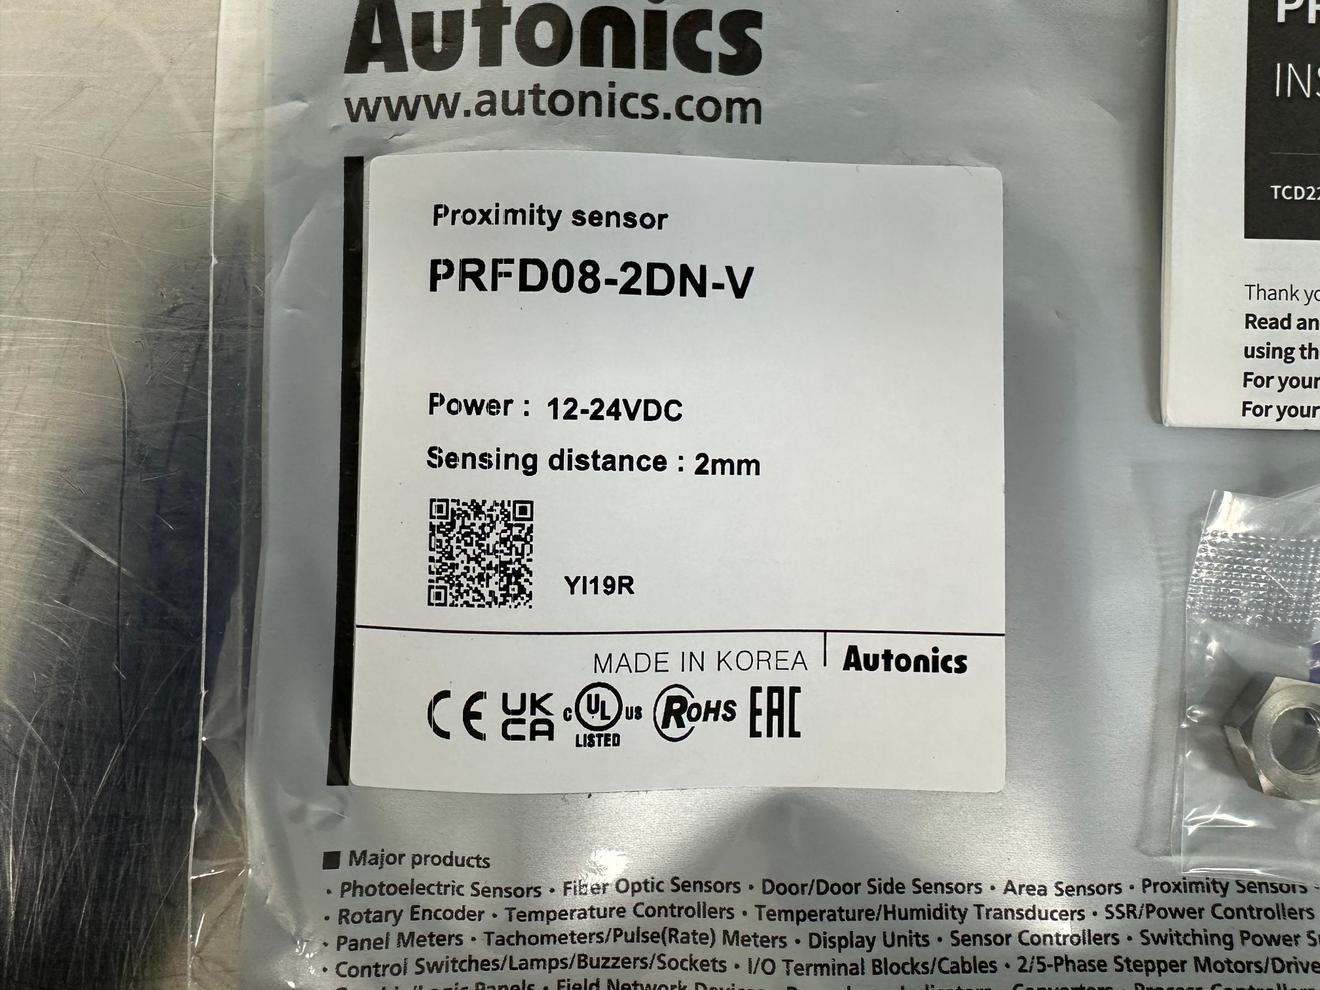 Autonics
www.autonics.com
Proximity sensor
PRFD08-2DN-V
Power : 12-24VDC
Sensing distance : 2mm
YI19R
MADE IN KOREA
Autonics
CE UK CA c UL us LISTED RoHS EAC
■ Major products
· Photoelectric Sensors · Fiber Optic Sensors · Door/Door Side Sensors · Area Sensors · Proximity Sensors ·
· Rotary Encoder · Temperature Controllers · Temperature/Humidity Transducers · SSR/Power Controllers
· Panel Meters · Tachometers/Pulse(Rate) Meters · Display Units · Sensor Controllers · Switching Power
· Control Switches/Lamps/Buzzers/Sockets · I/O Terminal Blocks/Cables · 2/5-Phase Stepper Motors/Drive
Panels · Field Network
TCD22
Thank
Read an
using th
For your
For your